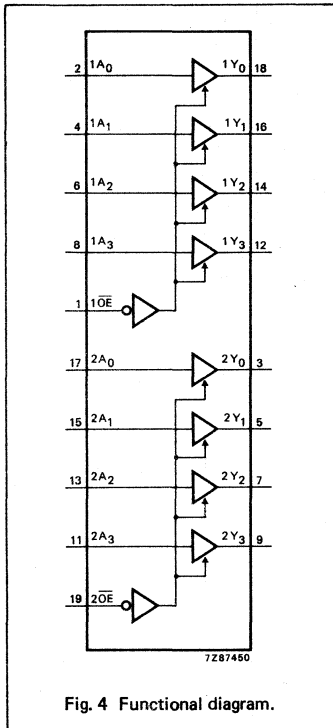 2 1A0 1Y0 18
4 1A1 1Y1 16
6 1A2 1Y2 14
8 1A3 1Y3 12
1 1O̅E̅
17 2A0 2Y0 3
15 2A1 2Y1 5
13 2A2 2Y2 7
11 2A3 2Y3 9
19 2O̅E̅
7Z87450
Fig. 4 Functional diagram.